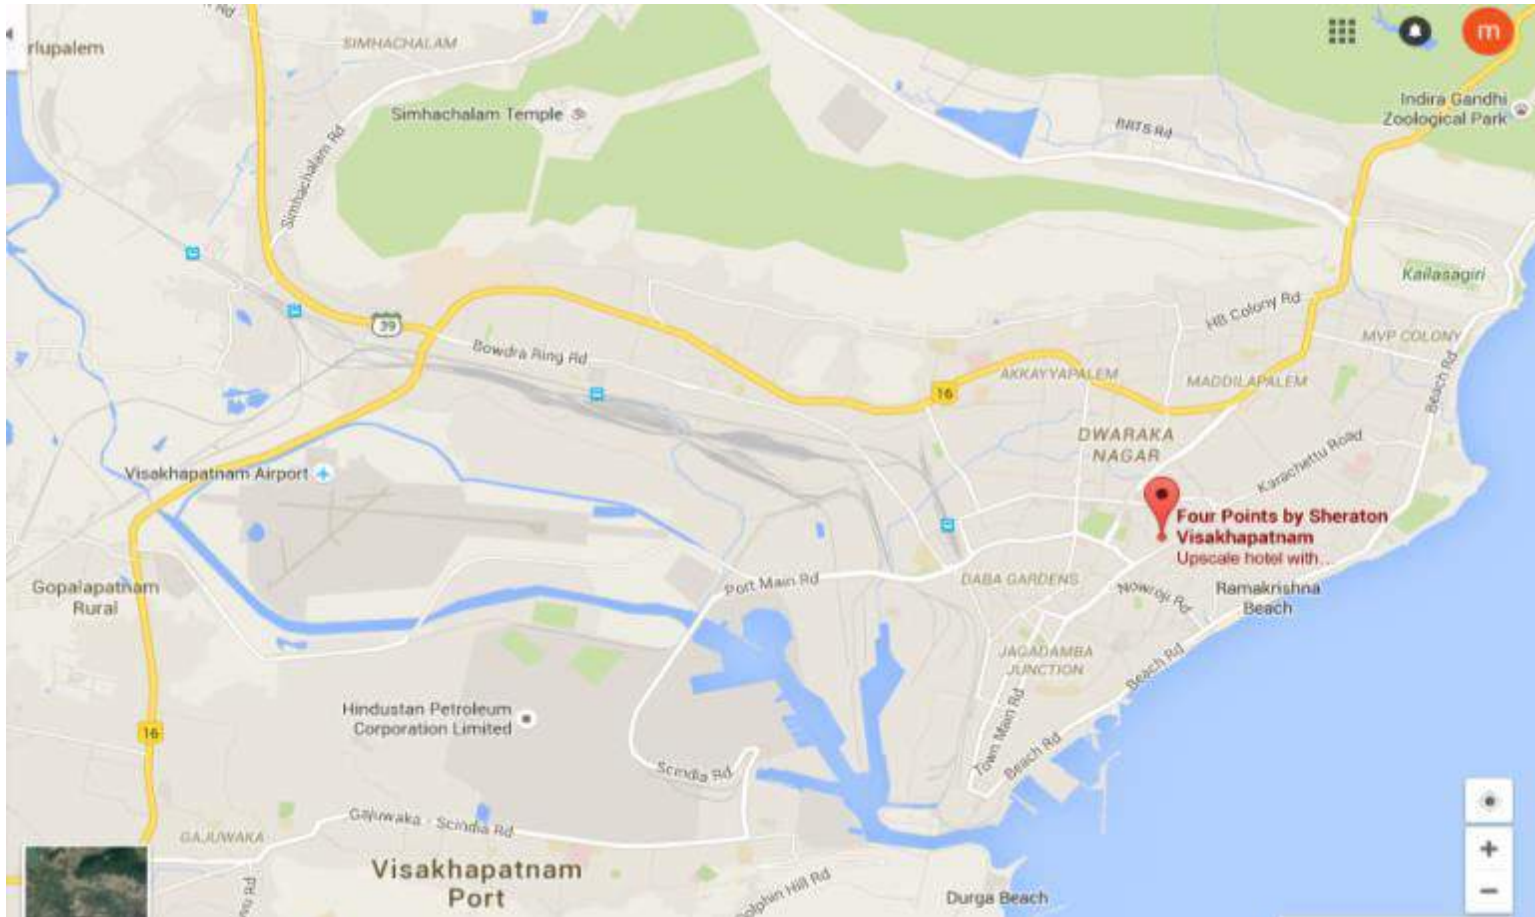 rlupalem
SIMHACHALAM
m
Simhachalam Temple
Indira Gandhi
Zoological Park
BRTS Rd
Simhachalam Rd
Kailasagiri
HB Colony Rd
39
MVP COLONY
Bowdra Ring Rd
AKKAYYAPALEM
MADDILAPALEM
Beach Rd
16
DWARAKA
NAGAR
Karachettu Road
Visakhapatnam Airport
Four Points by Sheraton
Visakhapatnam
Upscale hotel with...
Gopalapatnam
Rural
Port Main Rd
DABA GARDENS
Nowroji Rd
Ramakrishna
Beach
JAGADAMBA
JUNCTION
Beach Rd
Hindustan Petroleum
Corporation Limited
16
Town Main Rd
Beach Rd
Scindia Rd
Gajuwaka - Scindia Rd
GAJUWAKA
Visakhapatnam
Port
Dolphin Hill Rd
Durga Beach
+
−